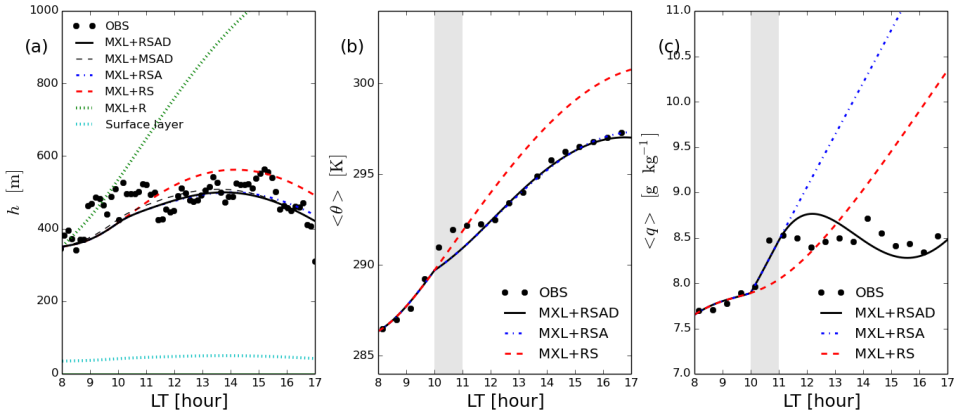 (a)
1000
800
600
400
200
0
h [m]
OBS
MXL+RSAD
MXL+MSAD
MXL+RSA
MXL+RS
MXL+R
Surface layer
8 9 10 11 12 13 14 15 16 17
LT [hour]
(b)
300
295
290
285
<θ> [K]
OBS
MXL+RSAD
MXL+RSA
MXL+RS
8 9 10 11 12 13 14 15 16 17
LT [hour]
(c)
11.0
10.5
10.0
9.5
9.0
8.5
8.0
7.5
7.0
<q> [g kg⁻¹]
OBS
MXL+RSAD
MXL+RSA
MXL+RS
8 9 10 11 12 13 14 15 16 17
LT [hour]